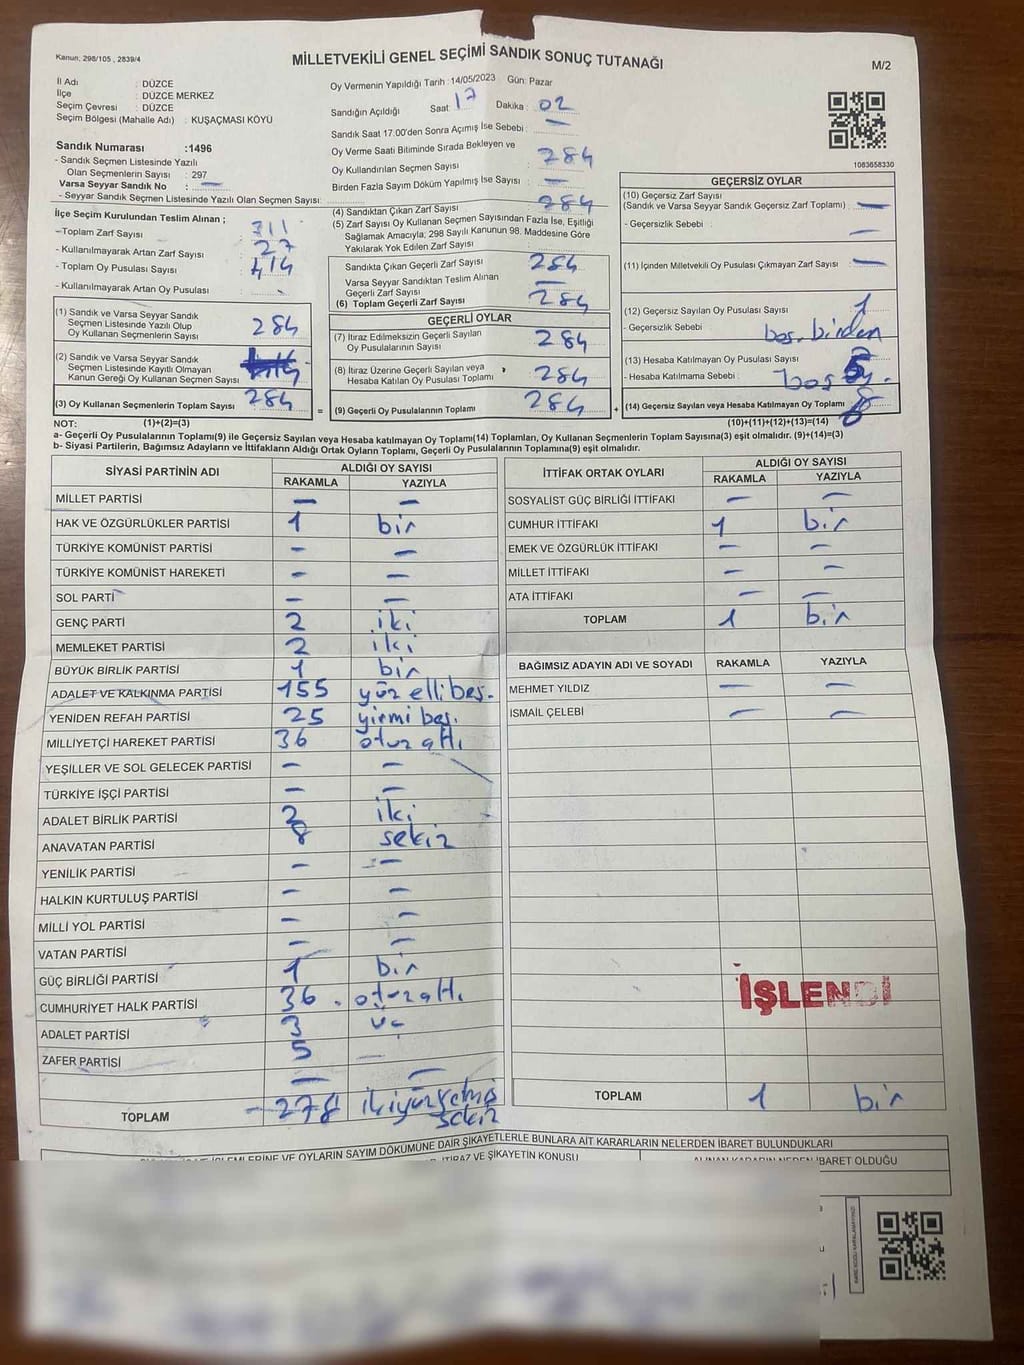 Kanun: 298/105 , 2839/4
MİLLETVEKİLİ GENEL SEÇİMİ SANDIK SONUÇ TUTANAĞI
M/2
İl Adı : DÜZCE
İlçe : DÜZCE MERKEZ
Seçim Çevresi : DÜZCE
Seçim Bölgesi (Mahalle Adı) : KUŞAÇMASI KÖYÜ
Oy Vermenin Yapıldığı Tarih : 14/05/2023 Gün: Pazar
Sandığın Açıldığı Saat : 17 Dakika : 02
Sandık Saat 17.00'den Sonra Açımış İse Sebebi : —
Oy Verme Saati Bitiminde Sırada Bekleyen ve
Oy Kullandırılan Seçmen Sayısı 284
Birden Fazla Sayım Döküm Yapılmış İse Sayısı : —
1083658330
Sandık Numarası :1496
- Sandık Seçmen Listesinde Yazılı
Olan Seçmenlerin Sayısı : 297
Varsa Seyyar Sandık No : —
- Seyyar Sandık Seçmen Listesinde Yazılı Olan Seçmen Sayısı :
İlçe Seçim Kurulundan Teslim Alınan ;
-Toplam Zarf Sayısı 311
- Kullanılmayarak Artan Zarf Sayısı 27
- Toplam Oy Pusulası Sayısı 414
- Kullanılmayarak Artan Oy Pusulası
(1) Sandık ve Varsa Seyyar Sandık
Seçmen Listesinde Yazılı Olup
Oy Kullanan Seçmenlerin Sayısı 284
(2) Sandık ve Varsa Seyyar Sandık
Seçmen Listesinde Kayıtlı Olmayan
Kanun Gereği Oy Kullanan Seçmen Sayısı
(3) Oy Kullanan Seçmenlerin Toplam Sayısı 284
(4) Sandıktan Çıkan Zarf Sayısı 284
(5) Zarf Sayısı Oy Kullanan Seçmen Sayısından Fazla İse, Eşitliği
Sağlamak Amacıyla; 298 Sayılı Kanunun 98. Maddesine Göre
Yakılarak Yok Edilen Zarf Sayısı
Sandıkta Çıkan Geçerli Zarf Sayısı 284
Varsa Seyyar Sandıktan Teslim Alınan
Geçerli Zarf Sayısı —
(6) Toplam Geçerli Zarf Sayısı 284
GEÇERLİ OYLAR
(7) İtiraz Edilmeksizin Geçerli Sayılan
Oy Pusulalarının Sayısı 284
(8) İtiraz Üzerine Geçerli Sayılan veya
Hesaba Katılan Oy Pusulası Toplamı 284
= (9) Geçerli Oy Pusulalarının Toplamı 284
GEÇERSİZ OYLAR
(10) Geçersiz Zarf Sayısı
(Sandık ve Varsa Seyyar Sandık Geçersiz Zarf Toplamı) —
- Geçersizlik Sebebi : —
(11) İçinden Milletvekili Oy Pusulası Çıkmayan Zarf Sayısı —
(12) Geçersiz Sayılan Oy Pusulası Sayısı 1
- Geçersizlik Sebebi
(13) Hesaba Katılmayan Oy Pusulası Sayısı 5
- Hesaba Katılmama Sebebi : boş oy.
+ (14) Geçersiz Sayılan veya Hesaba Katılmayan Oy Toplamı
NOT: (1)+(2)=(3) (10)+(11)+(12)+(13)=(14)
a- Geçerli Oy Pusulaları Toplamı(9) ile Geçersiz Sayılan veya Hesaba katılmayan Oy Toplamı(14) Toplamları, Oy Kullanan Seçmenlerin Toplam Sayısına(3) eşit olmalıdır. (9)+(14)=(3)
b- Siyasi Partilerin, Bağımsız Adayların ve İttifakların Aldığı Ortak Oyların Toplamı, Geçerli Oy Pusulalarının Toplamına(9) eşit olmalıdır.
SİYASİ PARTİNİN ADI ALDIĞI OY SAYISI
RAKAMLA YAZIYLA
MİLLET PARTİSİ — —
HAK VE ÖZGÜRLÜKLER PARTİSİ 1 bir
TÜRKİYE KOMÜNİST PARTİSİ — —
TÜRKİYE KOMÜNİST HAREKETİ — —
SOL PARTİ — —
GENÇ PARTİ 2 iki
MEMLEKET PARTİSİ 2 iki
BÜYÜK BİRLİK PARTİSİ 1 bir
ADALET VE KALKINMA PARTİSİ 155 yüz elli beş.
YENİDEN REFAH PARTİSİ 25 yirmi beş.
MİLLİYETÇİ HAREKET PARTİSİ 36 otuz altı
YEŞİLLER VE SOL GELECEK PARTİSİ — —
TÜRKİYE İŞÇİ PARTİSİ — —
ADALET BİRLİK PARTİSİ 2 iki
ANAVATAN PARTİSİ 8 sekiz
YENİLİK PARTİSİ — —
HALKIN KURTULUŞ PARTİSİ — —
MİLLİ YOL PARTİSİ — —
VATAN PARTİSİ — —
GÜÇ BİRLİĞİ PARTİSİ 1 bir
CUMHURİYET HALK PARTİSİ 36 . otuz altı
ADALET PARTİSİ 3 üç
ZAFER PARTİSİ 5 —
— —
TOPLAM 278 ikiyüzyetmiş
sekiz
İTTİFAK ORTAK OYLARI ALDIĞI OY SAYISI
RAKAMLA YAZIYLA
SOSYALIST GÜÇ BİRLİĞİ İTTİFAKI — —
CUMHUR İTTİFAKI 1 bir
EMEK VE ÖZGÜRLÜK İTTİFAKI — —
MİLLET İTTİFAKI — —
ATA İTTİFAKI — —
TOPLAM 1 bir
BAĞIMSIZ ADAYIN ADI VE SOYADI RAKAMLA YAZIYLA
MEHMET YILDIZ — —
İSMAİL ÇELEBİ — —
İŞLENDİ
TOPLAM 1 bir
OYLARIN SAYIM DÖKÜMÜNE DAİR ŞİKAYETLERLE BUNLARA AİT KARARLARIN NELERDEN İBARET BULUNDUKLARI
İTİRAZ VE ŞİKAYETİN KONUSU
ALINAN KARARIN NEDEN İBARET OLDUĞU